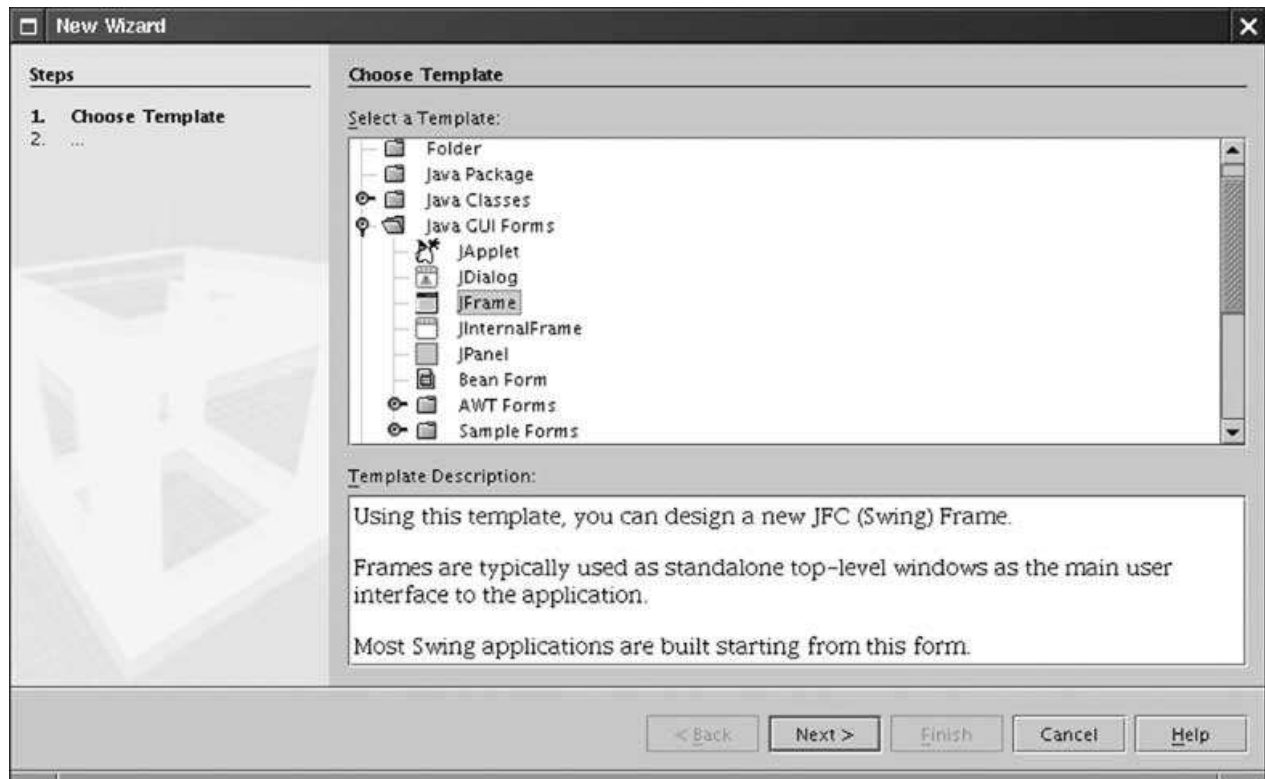 New Wizard
Steps
1. Choose Template
2. ...
Choose Template
Select a Template:
Folder
Java Package
Java Classes
Java GUI Forms
JApplet
JDialog
JFrame
JInternalFrame
JPanel
Bean Form
AWT Forms
Sample Forms
Template Description:
Using this template, you can design a new JFC (Swing) Frame.
Frames are typically used as standalone top-level windows as the main user
interface to the application.
Most Swing applications are built starting from this form.
< Back Next > Finish Cancel Help